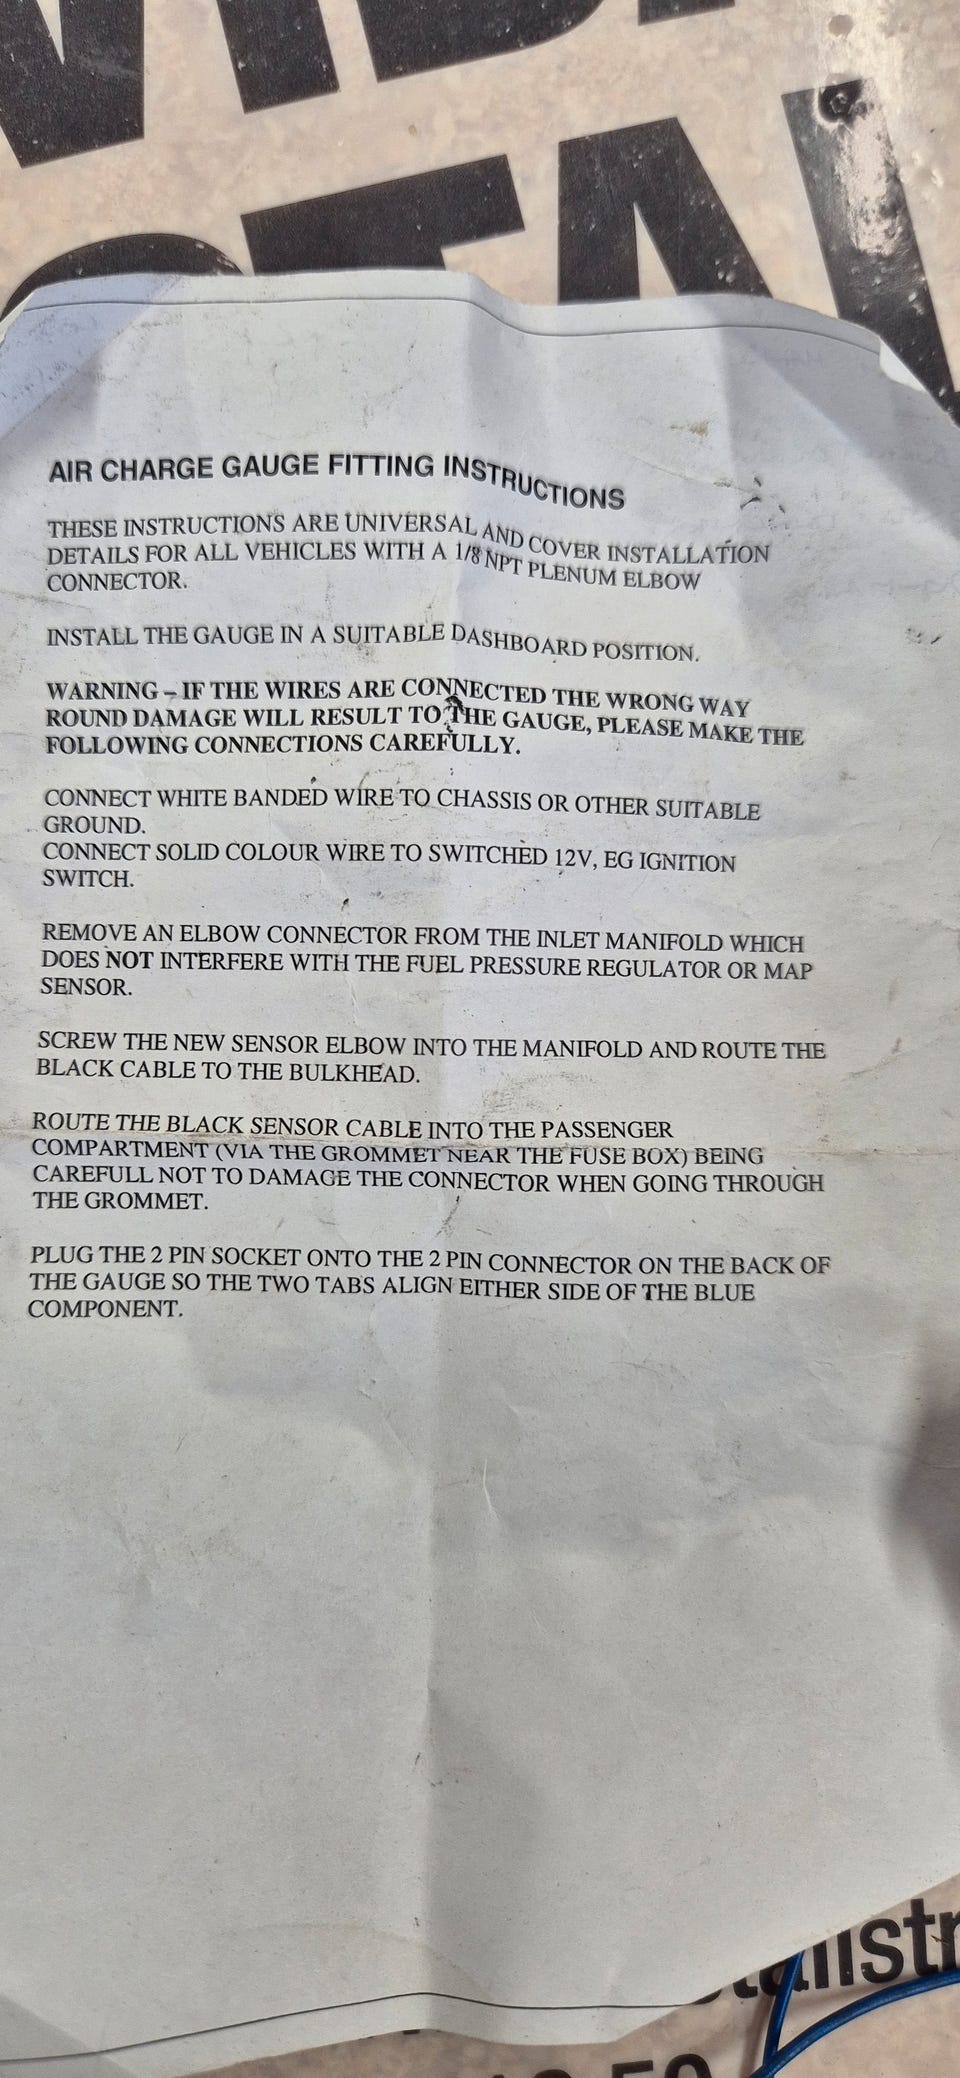 AIR CHARGE GAUGE FITTING INSTRUCTIONS
THESE INSTRUCTIONS ARE UNIVERSAL AND COVER INSTALLATION
DETAILS FOR ALL VEHICLES WITH A 1/8 NPT PLENUM ELBOW
CONNECTOR.
INSTALL THE GAUGE IN A SUITABLE DASHBOARD POSITION.
WARNING – IF THE WIRES ARE CONNECTED THE WRONG WAY
ROUND DAMAGE WILL RESULT TO THE GAUGE, PLEASE MAKE THE
FOLLOWING CONNECTIONS CAREFULLY.
CONNECT WHITE BANDED WIRE TO CHASSIS OR OTHER SUITABLE
GROUND.
CONNECT SOLID COLOUR WIRE TO SWITCHED 12V, EG IGNITION
SWITCH.
REMOVE AN ELBOW CONNECTOR FROM THE INLET MANIFOLD WHICH
DOES NOT INTERFERE WITH THE FUEL PRESSURE REGULATOR OR MAP
SENSOR.
SCREW THE NEW SENSOR ELBOW INTO THE MANIFOLD AND ROUTE THE
BLACK CABLE TO THE BULKHEAD.
ROUTE THE BLACK SENSOR CABLE INTO THE PASSENGER
COMPARTMENT (VIA THE GROMMET NEAR THE FUSE BOX) BEING
CAREFULL NOT TO DAMAGE THE CONNECTOR WHEN GOING THROUGH
THE GROMMET.
PLUG THE 2 PIN SOCKET ONTO THE 2 PIN CONNECTOR ON THE BACK OF
THE GAUGE SO THE TWO TABS ALIGN EITHER SIDE OF THE BLUE
COMPONENT.